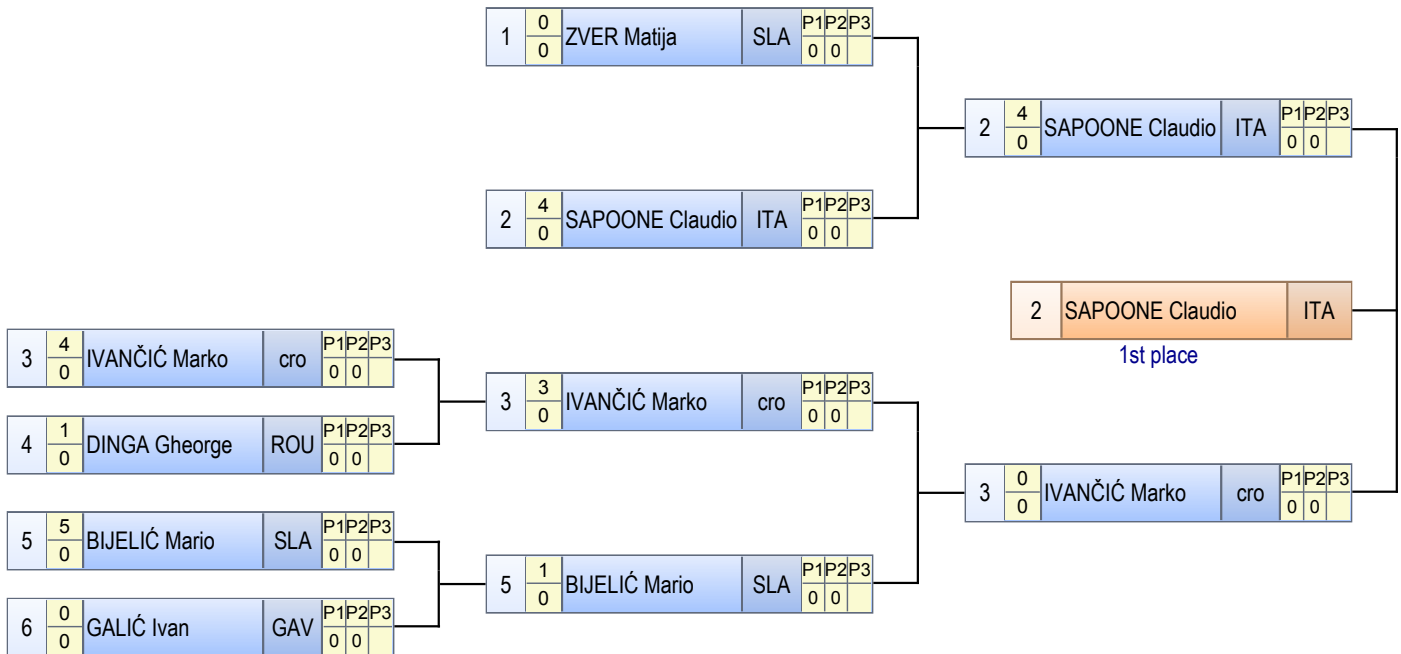 1 0 0 ZVER Matija SLA P1 P2 P3 0 0
2 4 0 SAPOONE Claudio ITA P1 P2 P3 0 0
2 4 0 SAPOONE Claudio ITA P1 P2 P3 0 0
2 SAPOONE Claudio ITA
1st place
3 4 0 IVANČIĆ Marko cro P1 P2 P3 0 0
3 3 0 IVANČIĆ Marko cro P1 P2 P3 0 0
4 1 0 DINGA Gheorge ROU P1 P2 P3 0 0
3 0 0 IVANČIĆ Marko cro P1 P2 P3 0 0
5 5 0 BIJELIĆ Mario SLA P1 P2 P3 0 0
5 1 0 BIJELIĆ Mario SLA P1 P2 P3 0 0
6 0 0 GALIĆ Ivan GAV P1 P2 P3 0 0